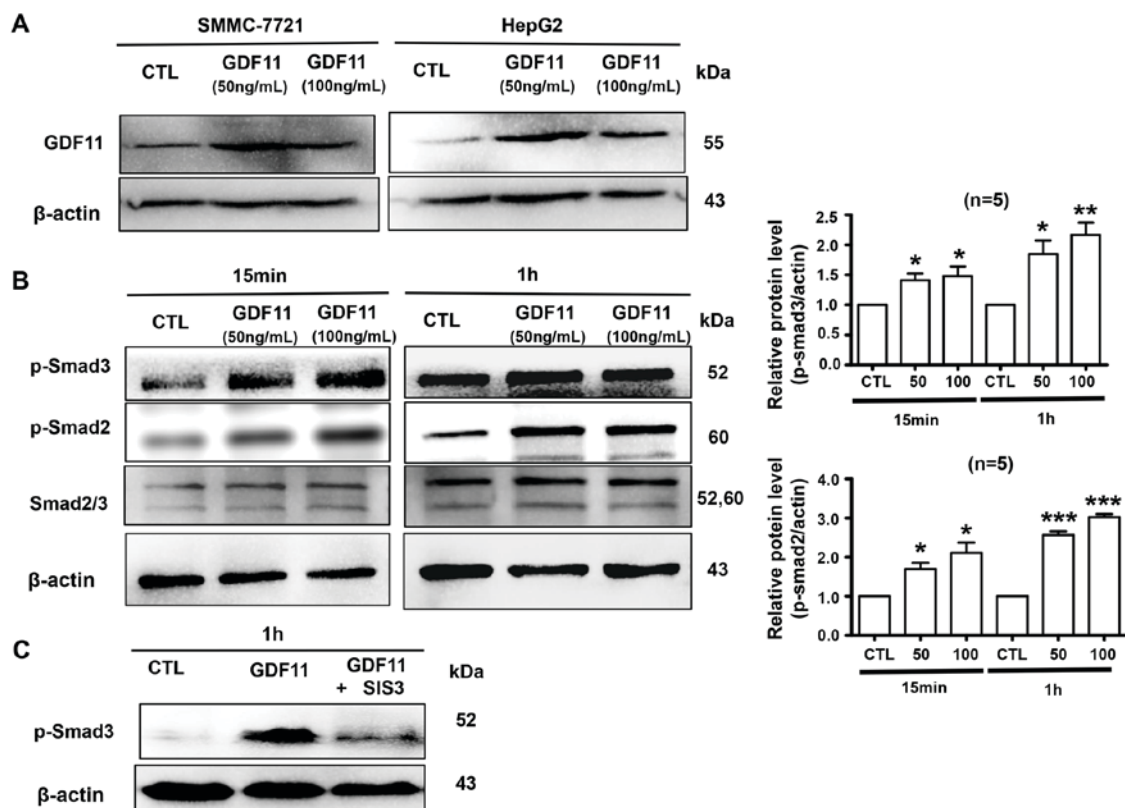 A
SMMC-7721
HepG2
CTL
GDF11
(50ng/mL)
GDF11
(100ng/mL)
CTL
GDF11
(50ng/mL)
GDF11
(100ng/mL)
kDa
GDF11
55
β-actin
43
B
15min
1h
CTL
GDF11
(50ng/mL)
GDF11
(100ng/mL)
CTL
GDF11
(50ng/mL)
GDF11
(100ng/mL)
kDa
p-Smad3
52
p-Smad2
60
Smad2/3
52,60
β-actin
43
C
1h
CTL
GDF11
GDF11
+ SIS3
kDa
p-Smad3
52
β-actin
43
(n=5)
Relative protein level
(p-smad3/actin)
2.5
2.0
1.5
1.0
0.5
0.0
* * * **
CTL 50 100 CTL 50 100
15min 1h
(n=5)
Relative potein level
(p-smad2/actin)
4.0
3.0
2.0
1.0
0.0
* * *** ***
CTL 50 100 CTL 50 100
15min 1h